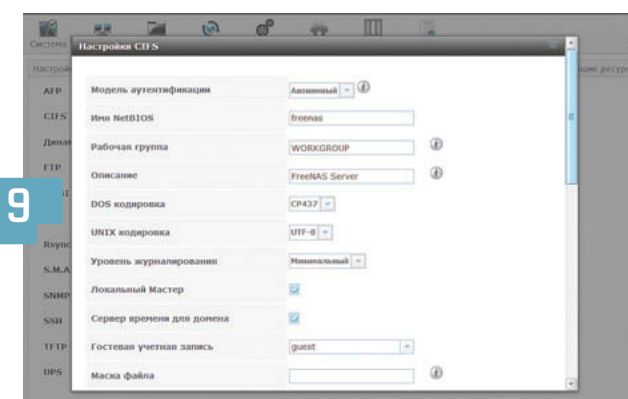 Система
Настройки CIFS
AFP
Модель аутентификации
Анонимный
CIFS
Имя NetBIOS
freenas
Рабочая группа
WORKGROUP
FTP
Описание
FreeNAS Server
DOS кодировка
CP437
9
UNIX кодировка
UTF-8
Rsync
Уровень журналирования
Минимальный
S.M.A
Локальный Мастер
SNMP
Сервер времени для домена
SSH
TFTP
Гостевая учетная запись
guest
UPS
Маска файла